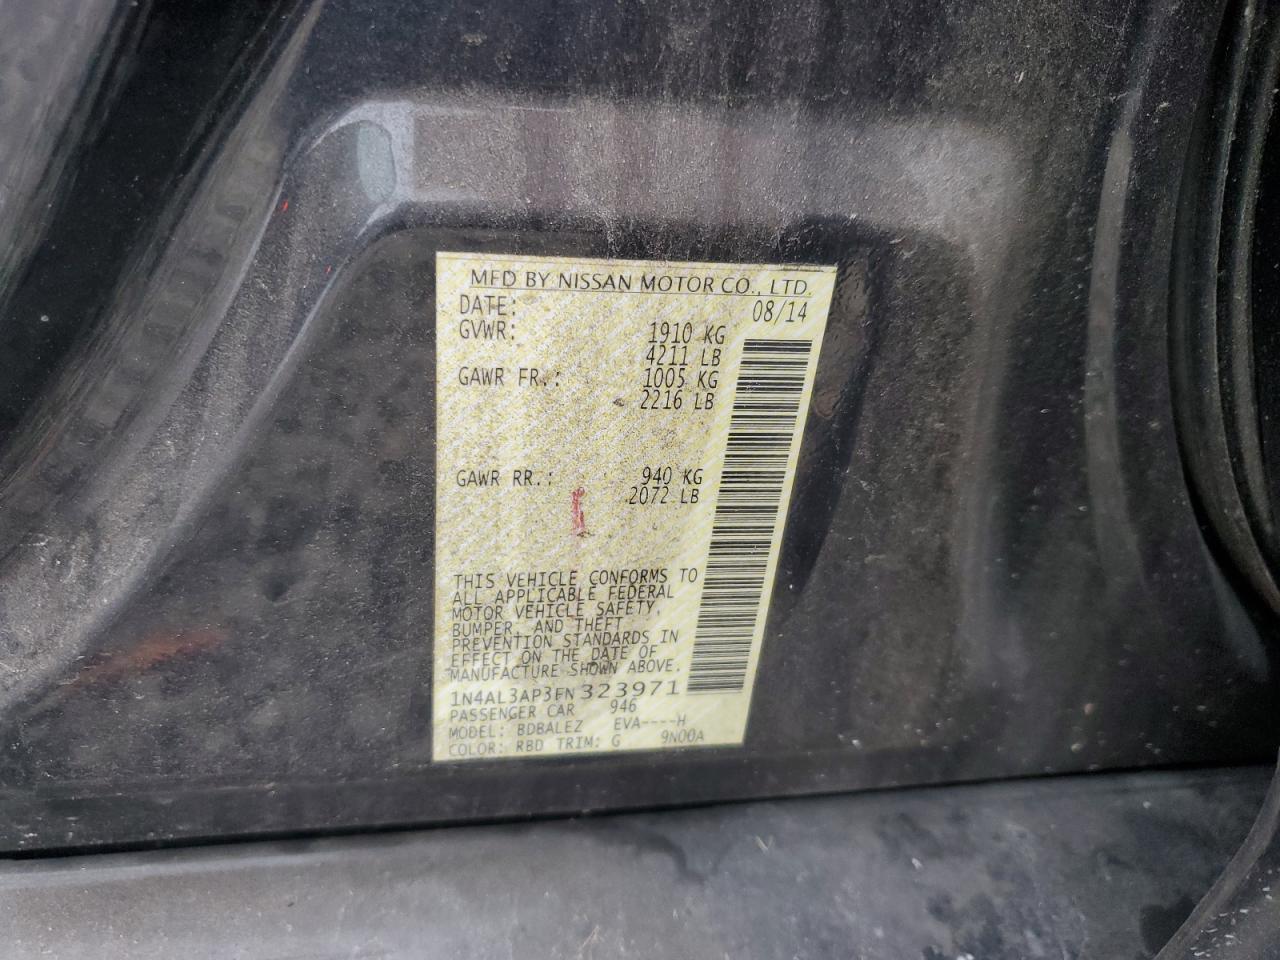 MFD BY NISSAN MOTOR CO., LTD.
DATE: 08/14
GVWR: 1910 KG
4211 LB
GAWR FR.: 1005 KG
2216 LB
GAWR RR.: 940 KG
2072 LB
THIS VEHICLE CONFORMS TO
ALL APPLICABLE FEDERAL
MOTOR VEHICLE SAFETY,
BUMPER, AND THEFT
PREVENTION STANDARDS IN
EFFECT ON THE DATE OF
MANUFACTURE SHOWN ABOVE.
1N4AL3AP3FN323971
PASSENGER CAR 946
MODEL: BDBALEZ EVA----H
COLOR: RBD TRIM: G 9N00A